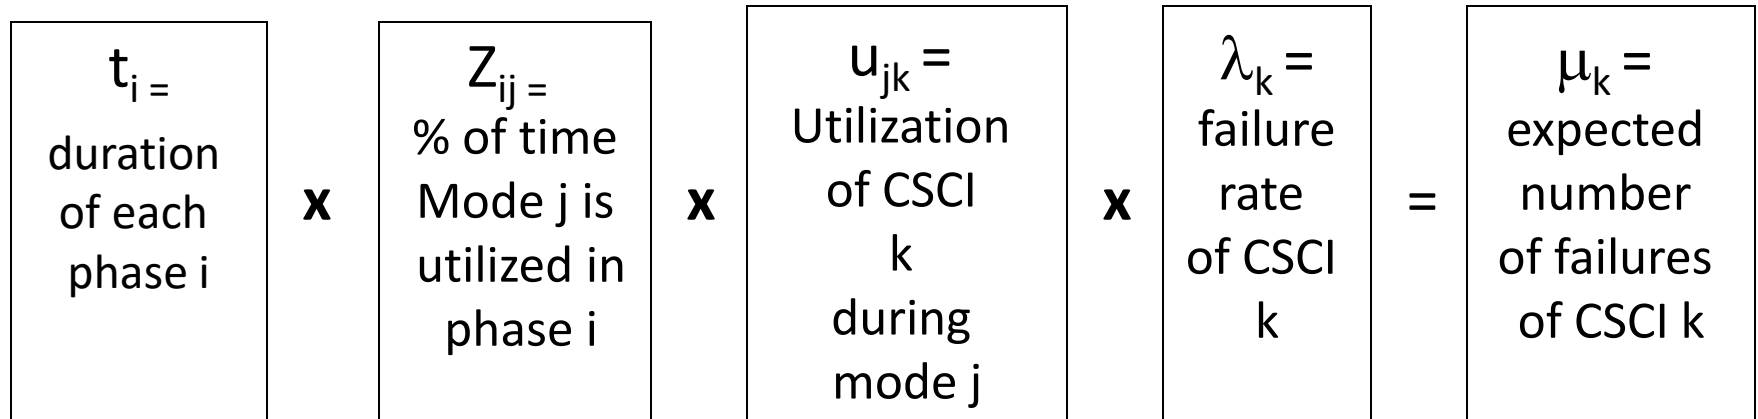 tᵢ =
duration
of each
phase i
x
Zᵢⱼ =
% of time
Mode j is
utilized in
phase i
x
uⱼₖ =
Utilization
of CSCI
k
during
mode j
x
λₖ =
failure
rate
of CSCI
k
=
μₖ =
expected
number
of failures
of CSCI k